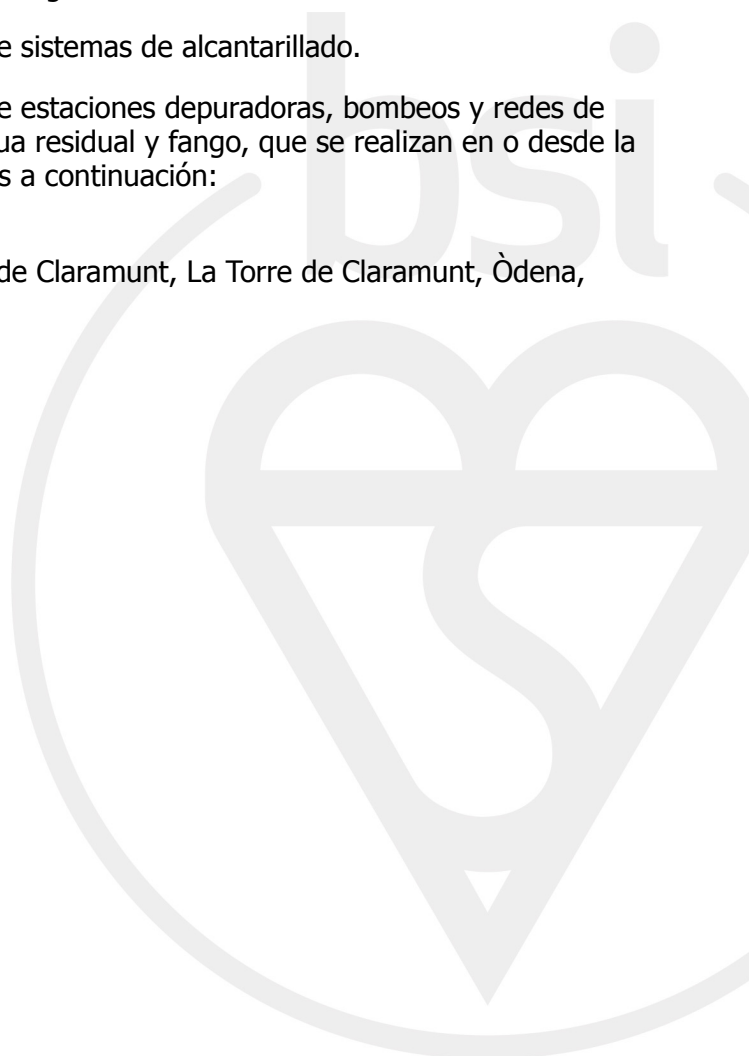 e sistemas de alcantarillado.
e estaciones depuradoras, bombeos y redes de
ua residual y fango, que se realizan en o desde la
s a continuación:
de Claramunt, La Torre de Claramunt, Òdena,
bsi